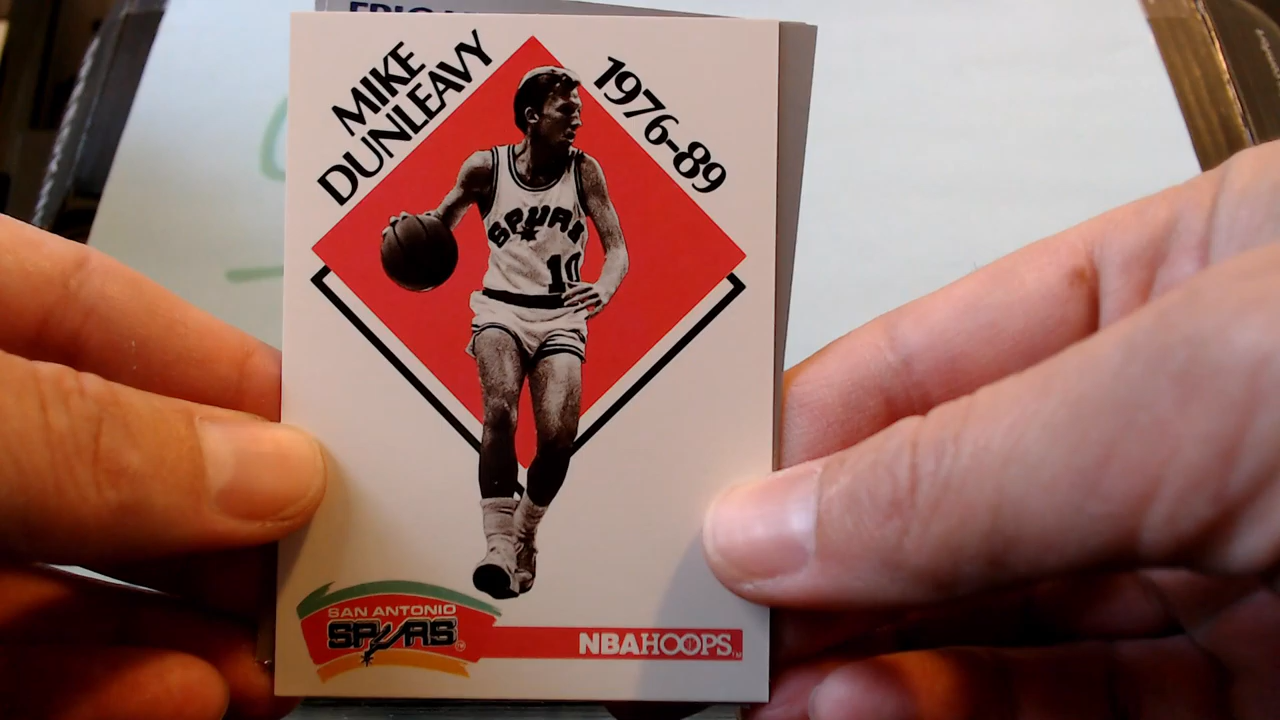 MIKE
DUNLEAVY
1976-89
SPURS
10
SAN ANTONIO
SPURS
NBAHOOPS